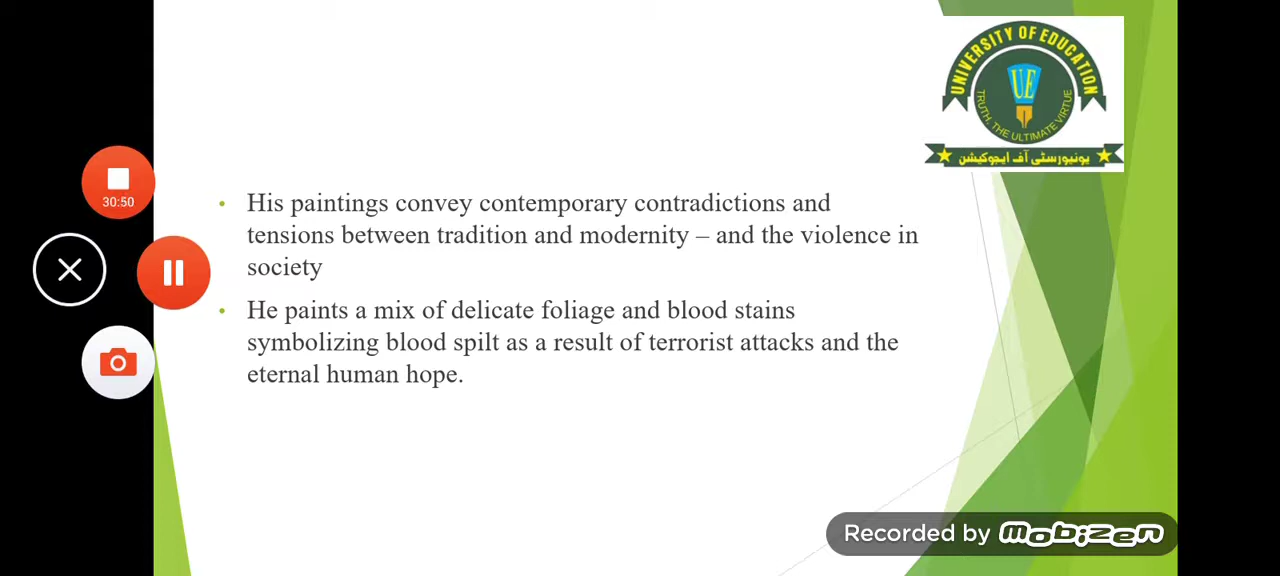 UNIVERSITY OF EDUCATION
UE
TRUTH, THE ULTIMATE VIRTUE
یونیورسٹی آف ایجوکیشن
30:50
• His paintings convey contemporary contradictions and
tensions between tradition and modernity – and the violence in
society
• He paints a mix of delicate foliage and blood stains
symbolizing blood spilt as a result of terrorist attacks and the
eternal human hope.
Recorded by mobizen